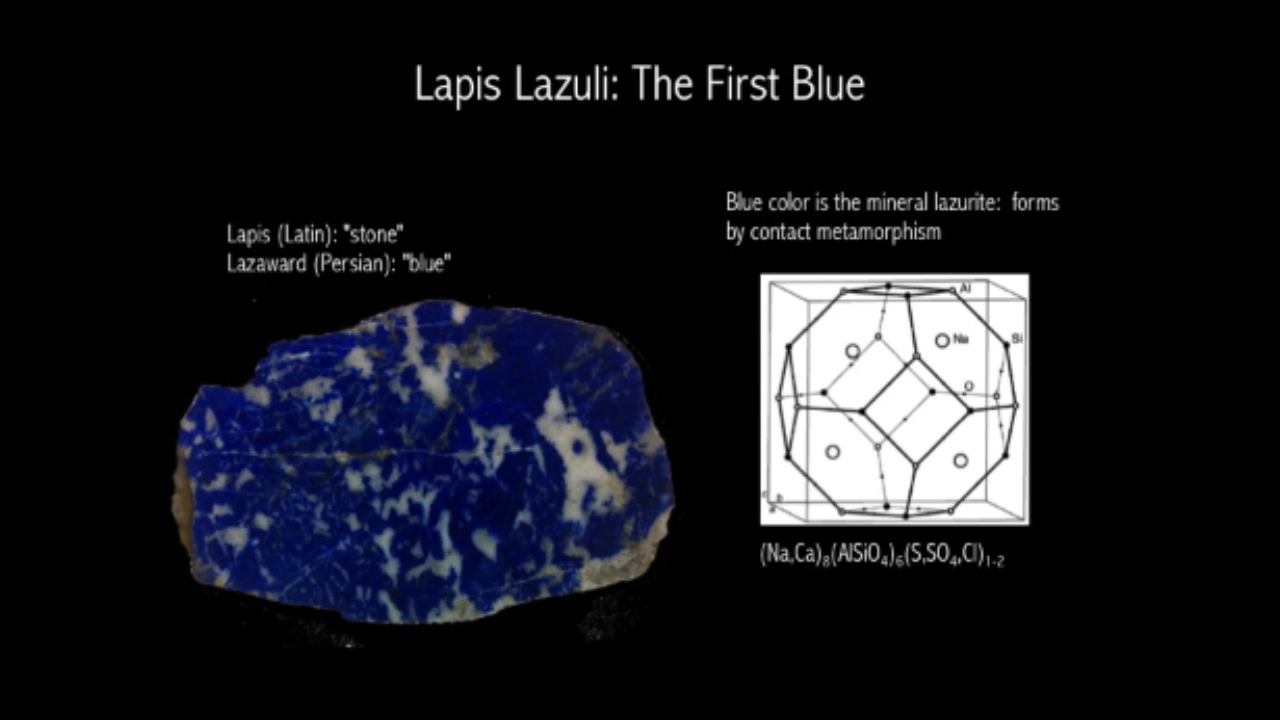 Lapis Lazuli: The First Blue
Lapis (Latin): "stone"
Lazaward (Persian): "blue"
Blue color is the mineral lazurite: forms
by contact metamorphism
Al
Na
Si
O
c b
a
(Na,Ca)₈(AlSiO₄)₆(S,SO₄,Cl)₁₋₂